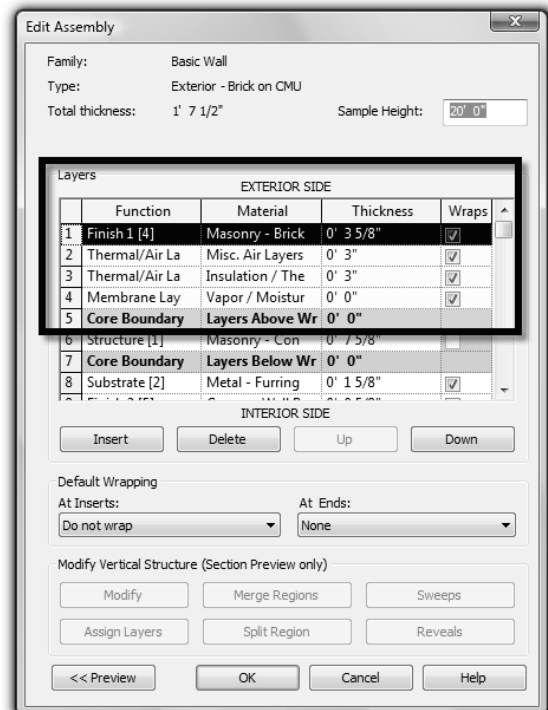 Edit Assembly
X
Family: Basic Wall
Type: Exterior - Brick on CMU
Total thickness: 1' 7 1/2" Sample Height: 20' 0"
Layers
EXTERIOR SIDE
Function Material Thickness Wraps
1 Finish 1 [4] Masonry - Brick 0' 3 5/8"
2 Thermal/Air La Misc. Air Layers 0' 3"
3 Thermal/Air La Insulation / The 0' 3"
4 Membrane Lay Vapor / Moistur 0' 0"
5 Core Boundary Layers Above Wr 0' 0"
6 Structure [1] Masonry - Con 0' 7 5/8"
7 Core Boundary Layers Below Wr 0' 0"
8 Substrate [2] Metal - Furring 0' 1 5/8"
INTERIOR SIDE
Insert Delete Up Down
Default Wrapping
At Inserts: At Ends:
Do not wrap None
Modify Vertical Structure (Section Preview only)
Modify Merge Regions Sweeps
Assign Layers Split Region Reveals
<< Preview OK Cancel Help